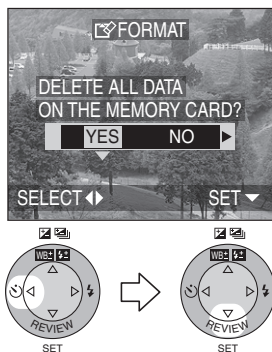 FORMAT
DELETE ALL DATA
ON THE MEMORY CARD?
YES NO
SELECT SET
WB± WB±
REVIEW REVIEW
SET SET